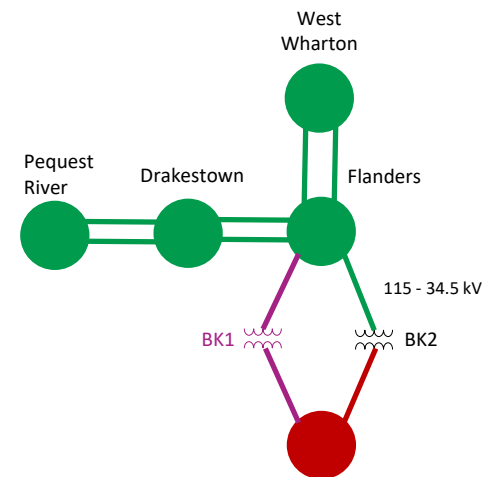 West
Wharton
Pequest
River
Drakestown
Flanders
115 - 34.5 kV
BK1
BK2